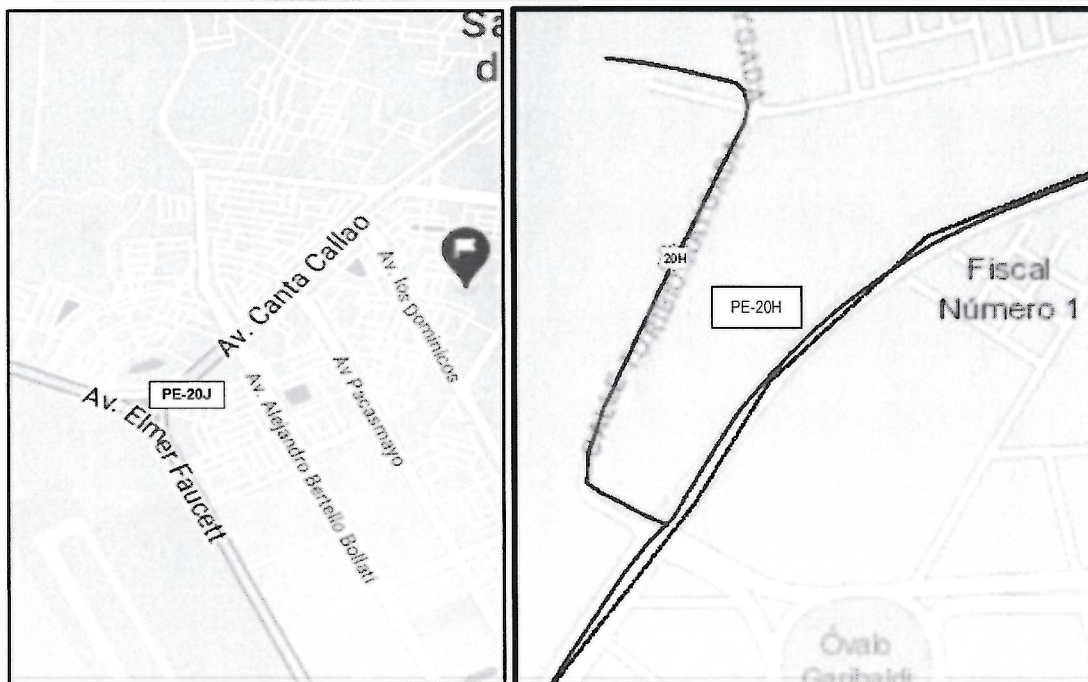 Sa
d
Av. Canta Callao
Av. los Dominicos
PE-20J
Av. Elmer Faucett
Av Pacasmayo
Av. Alejandro Bertello Bollati
20H
PE-20H
Fiscal
Número 1
Óvalo
Garibaldi